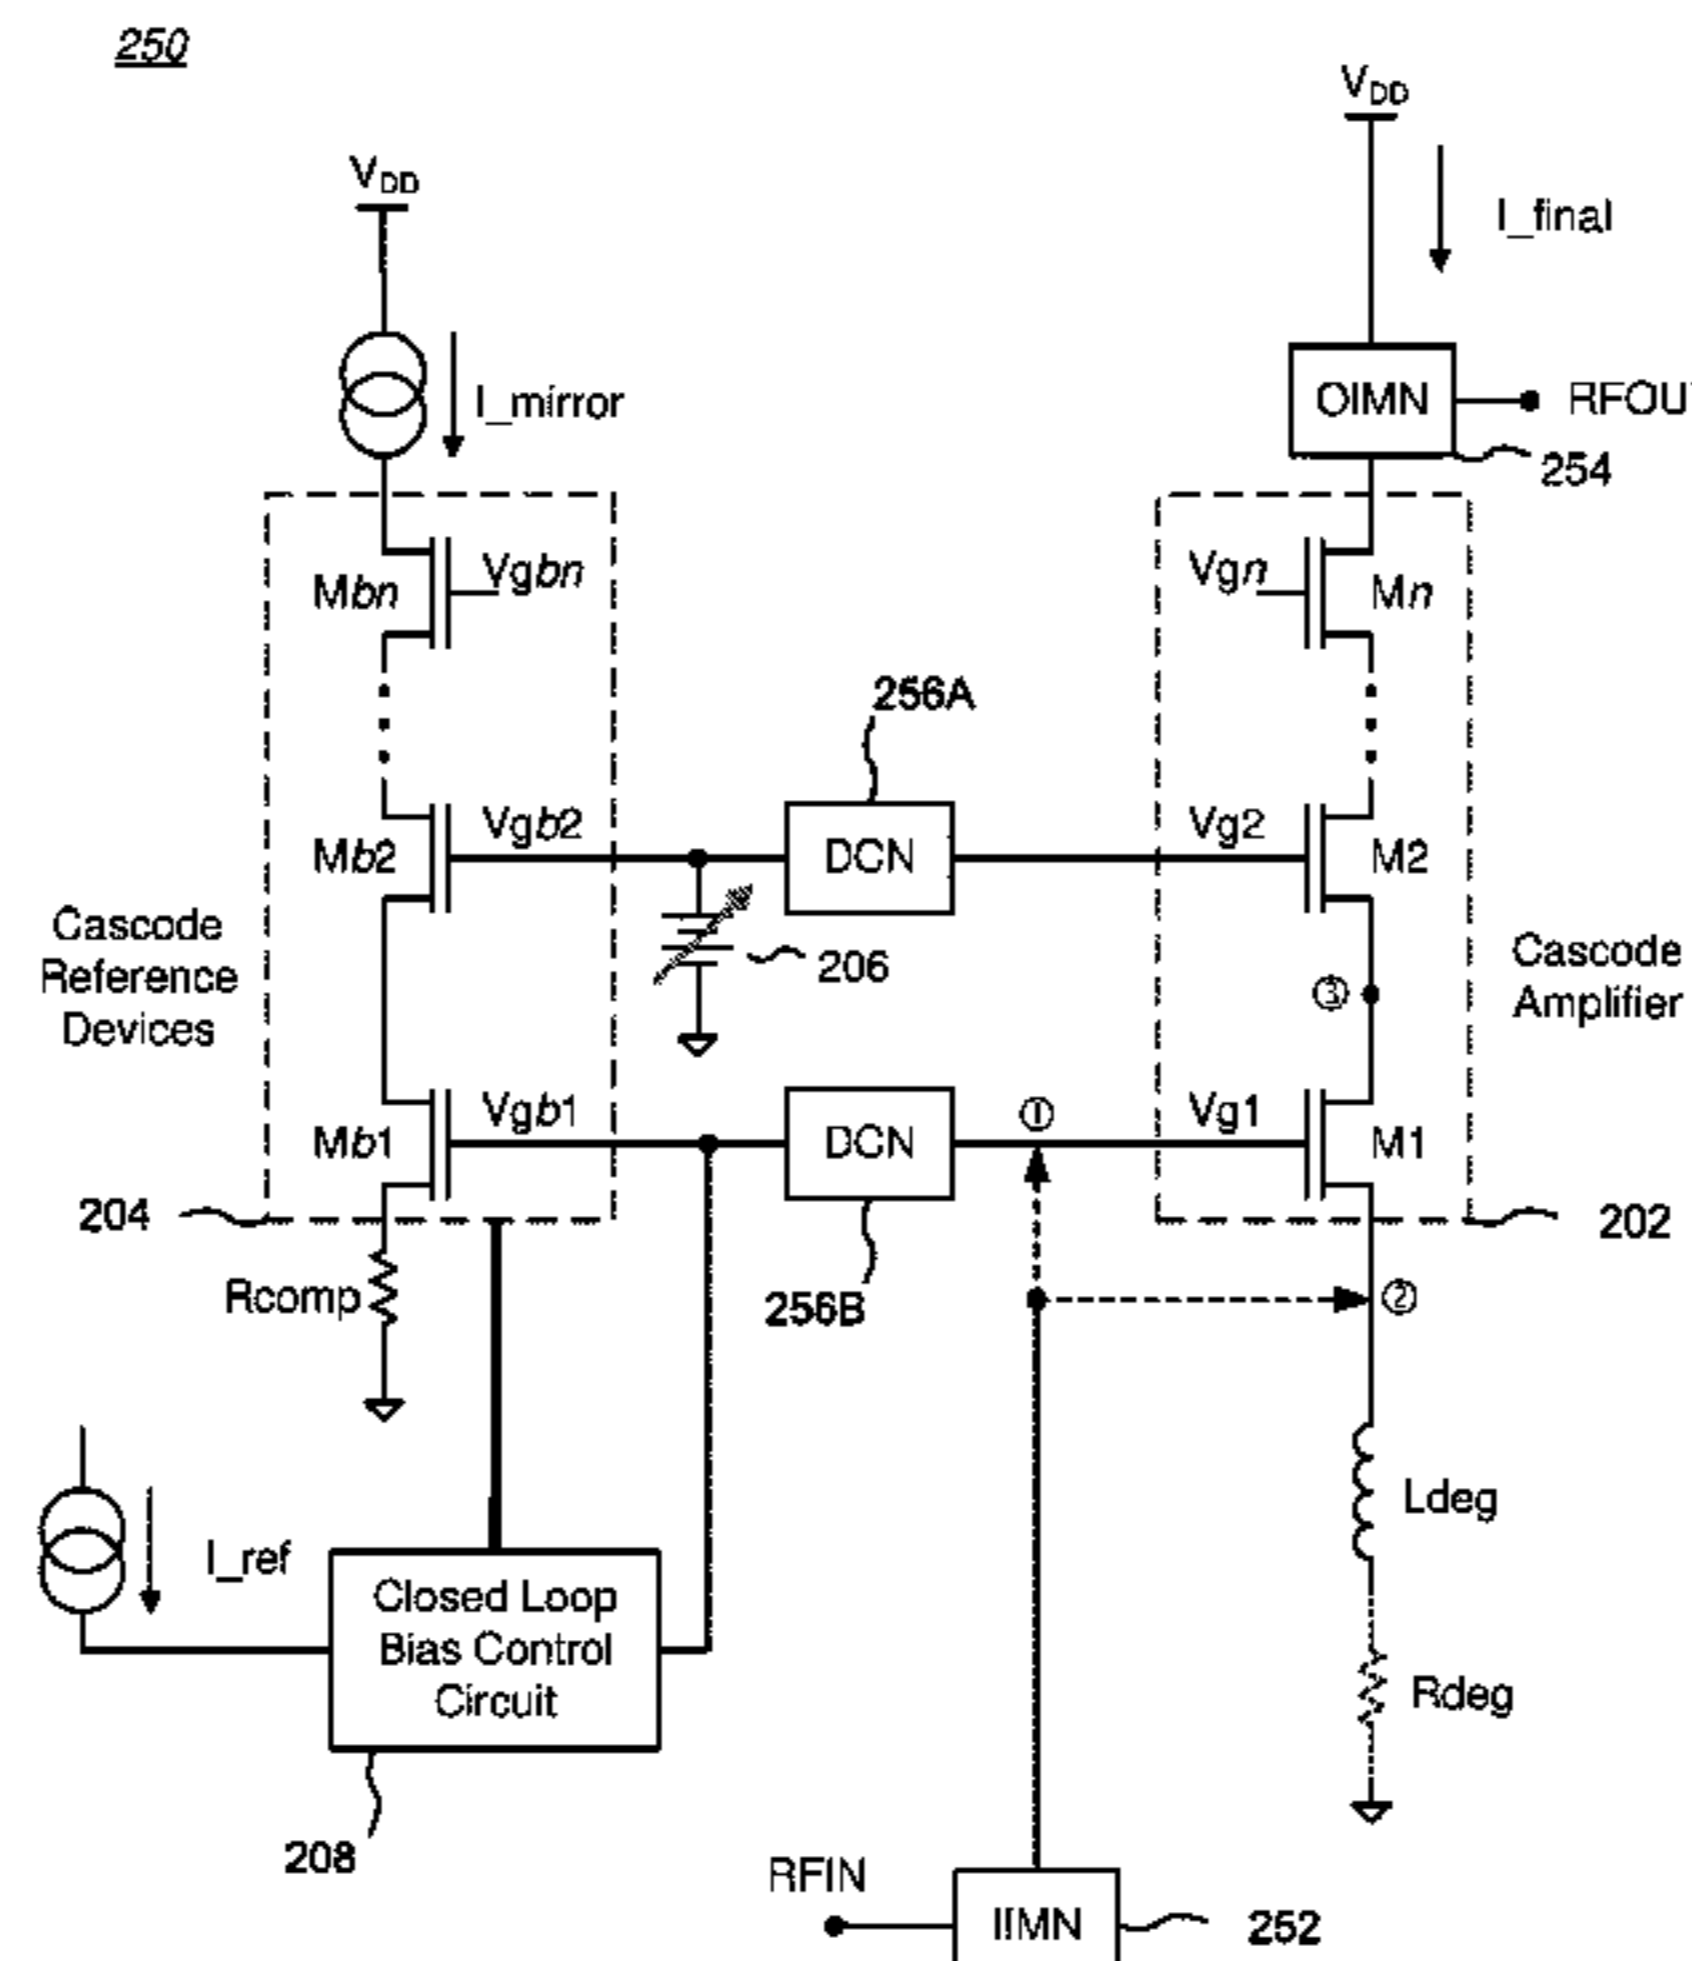 250
VDD
I_final
VDD
OIMN
RFOU
254
I_mirror
Mbn
Vgbn
Vgn
Mn
256A
Mb2
Vgb2
DCN
Vg2
M2
Cascode
Reference
Devices
206
③
Cascode
Amplifier
Mb1
Vgb1
DCN
①
Vg1
M1
204
202
Rcomp
256B
②
Ldeg
I_ref
Closed Loop
Bias Control
Circuit
Rdeg
208
RFIN
IIMN
252